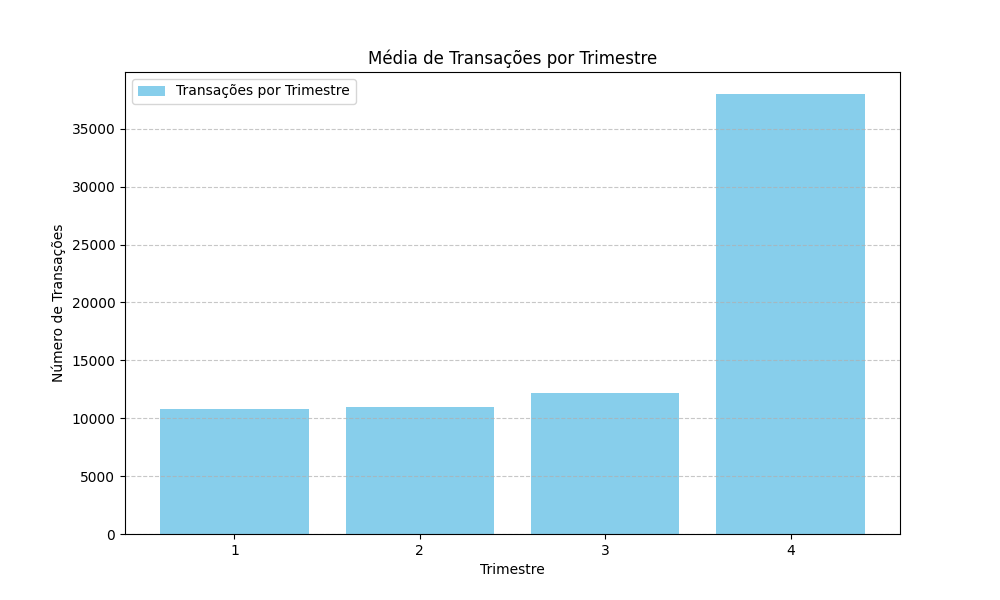 Média de Transações por Trimestre
Transações por Trimestre
Número de Transações
35000
30000
25000
20000
15000
10000
5000
0
1 2 3 4
Trimestre